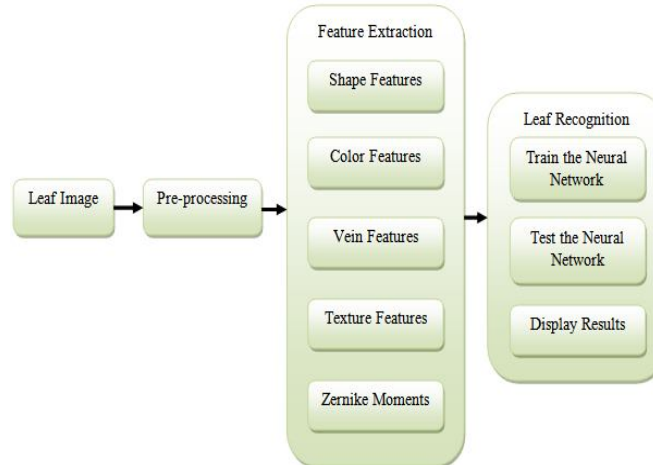 Leaf Image
Pre-processing
Feature Extraction
Shape Features
Color Features
Vein Features
Texture Features
Zernike Moments
Leaf Recognition
Train the Neural
Network
Test the Neural
Network
Display Results